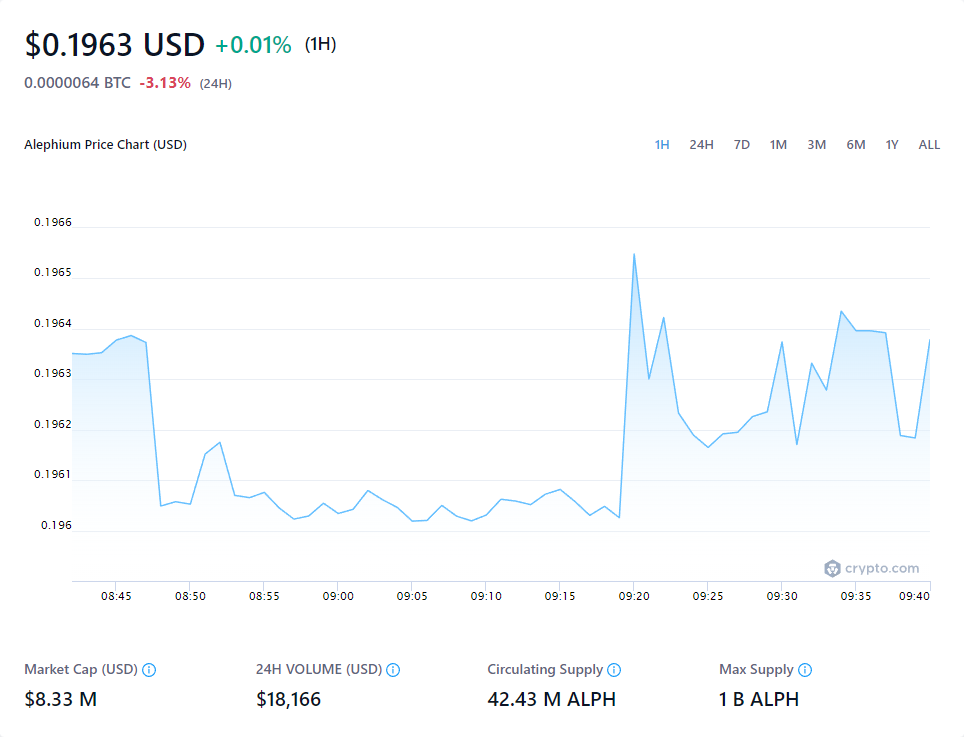 $0.1963 USD +0.01% (1H)
0.0000064 BTC -3.13% (24H)
Alephium Price Chart (USD) 1H 24H 7D 1M 3M 6M 1Y ALL
0.1966
0.1965
0.1964
0.1963
0.1962
0.1961
0.196
crypto.com
08:45 08:50 08:55 09:00 09:05 09:10 09:15 09:20 09:25 09:30 09:35 09:40
Market Cap (USD) 24H VOLUME (USD) Circulating Supply Max Supply
$8.33 M $18,166 42.43 M ALPH 1 B ALPH